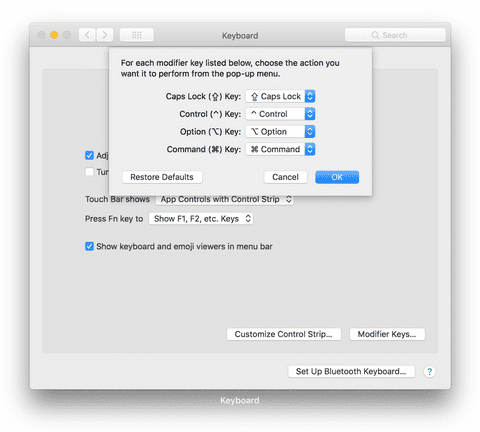 Keyboard
Search
For each modifier key listed below, choose the action you
want it to perform from the pop-up menu.
Caps Lock (⇪) Key: ⇪ Caps Lock
Control (^) Key: ^ Control
Option (⌥) Key: ⌥ Option
Command (⌘) Key: ⌘ Command
Restore Defaults Cancel OK
Touch Bar shows App Controls with Control Strip
Press Fn key to Show F1, F2, etc. Keys
Show keyboard and emoji viewers in menu bar
Customize Control Strip... Modifier Keys...
Set Up Bluetooth Keyboard... ?
Keyboard